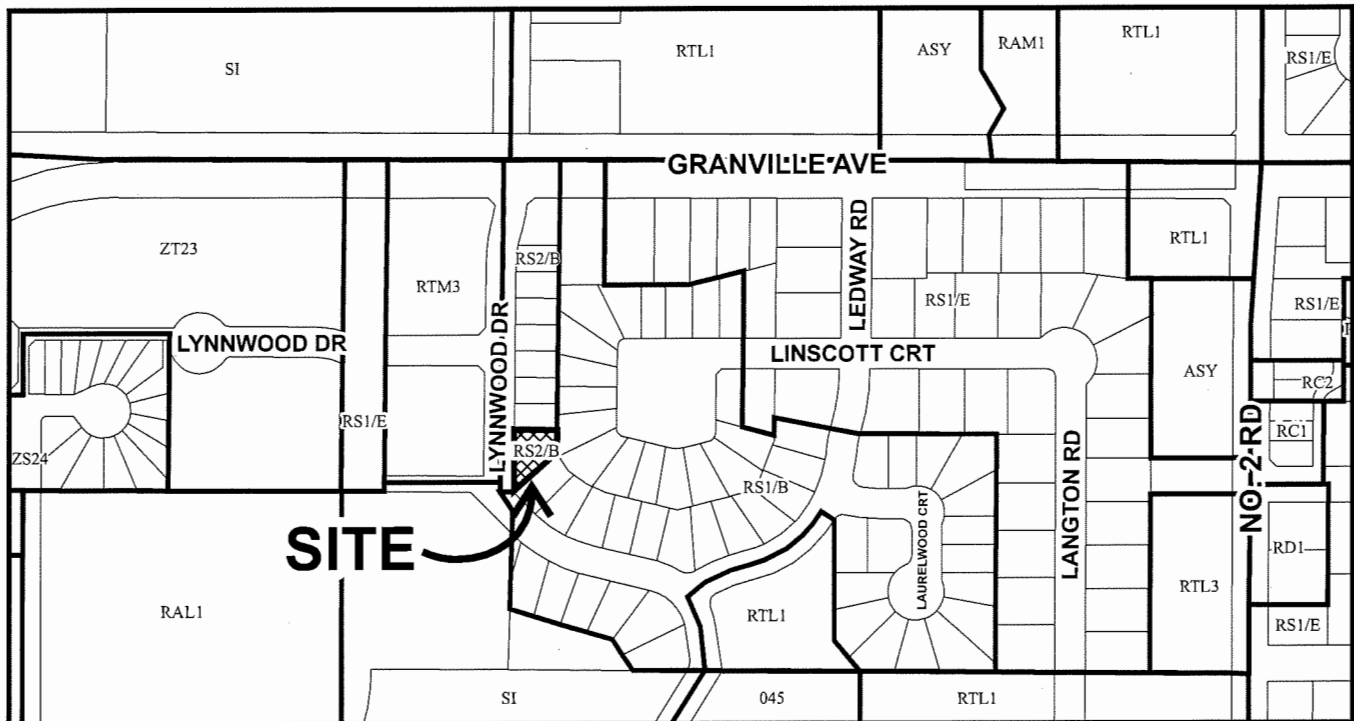 SI
RTL1
ASY
RAM1
RTL1
RS1/E
GRANVILLE AVE
ZT23
RTM3
RS2/B
LEDWAY RD
RTL1
RS1/E
RS1/E
LYNNWOOD DR
LYNNWOOD DR
LINSCOTT CRT
ASY
RC2
RS1/E
RC1
ZS24
RS2/B
RS1/B
LANGTON RD
NO. 2 RD
SITE
LAURELWOOD CRT
RD1
RAL1
RTL1
RTL3
RS1/E
SI
045
RTL1